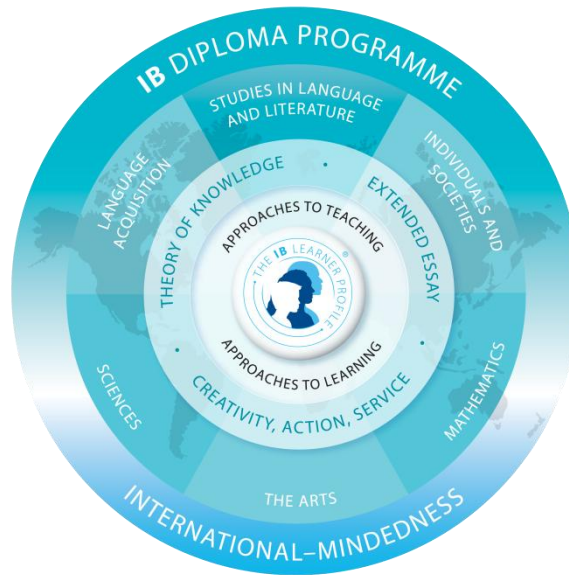 IB DIPLOMA PROGRAMME
STUDIES IN LANGUAGE
AND LITERATURE
LANGUAGE
ACQUISITION
INDIVIDUALS AND
SOCIETIES
THEORY OF KNOWLEDGE
EXTENDED ESSAY
APPROACHES TO TEACHING
• THE IB LEARNER PROFILE •
®
APPROACHES TO LEARNING
CREATIVITY, ACTION, SERVICE
SCIENCES
MATHEMATICS
THE ARTS
INTERNATIONAL–MINDEDNESS